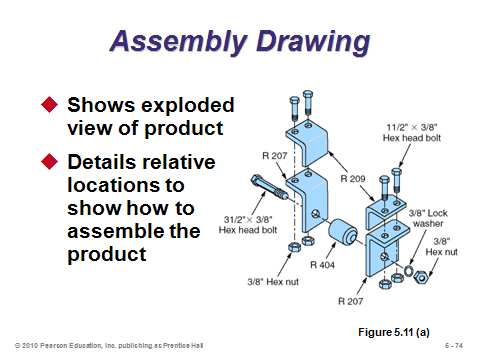 Assembly Drawing
Shows exploded
view of product
Details relative
locations to
show how to
assemble the
product
11/2" × 3/8"
Hex head bolt
R 207
R 209
31/2"× 3/8"
Hex head bolt
3/8" Lock
washer
3/8"
Hex nut
R 404
3/8" Hex nut
R 207
Figure 5.11 (a)
© 2010 Pearson Education, Inc. publishing as Prentice Hall
5 - 74